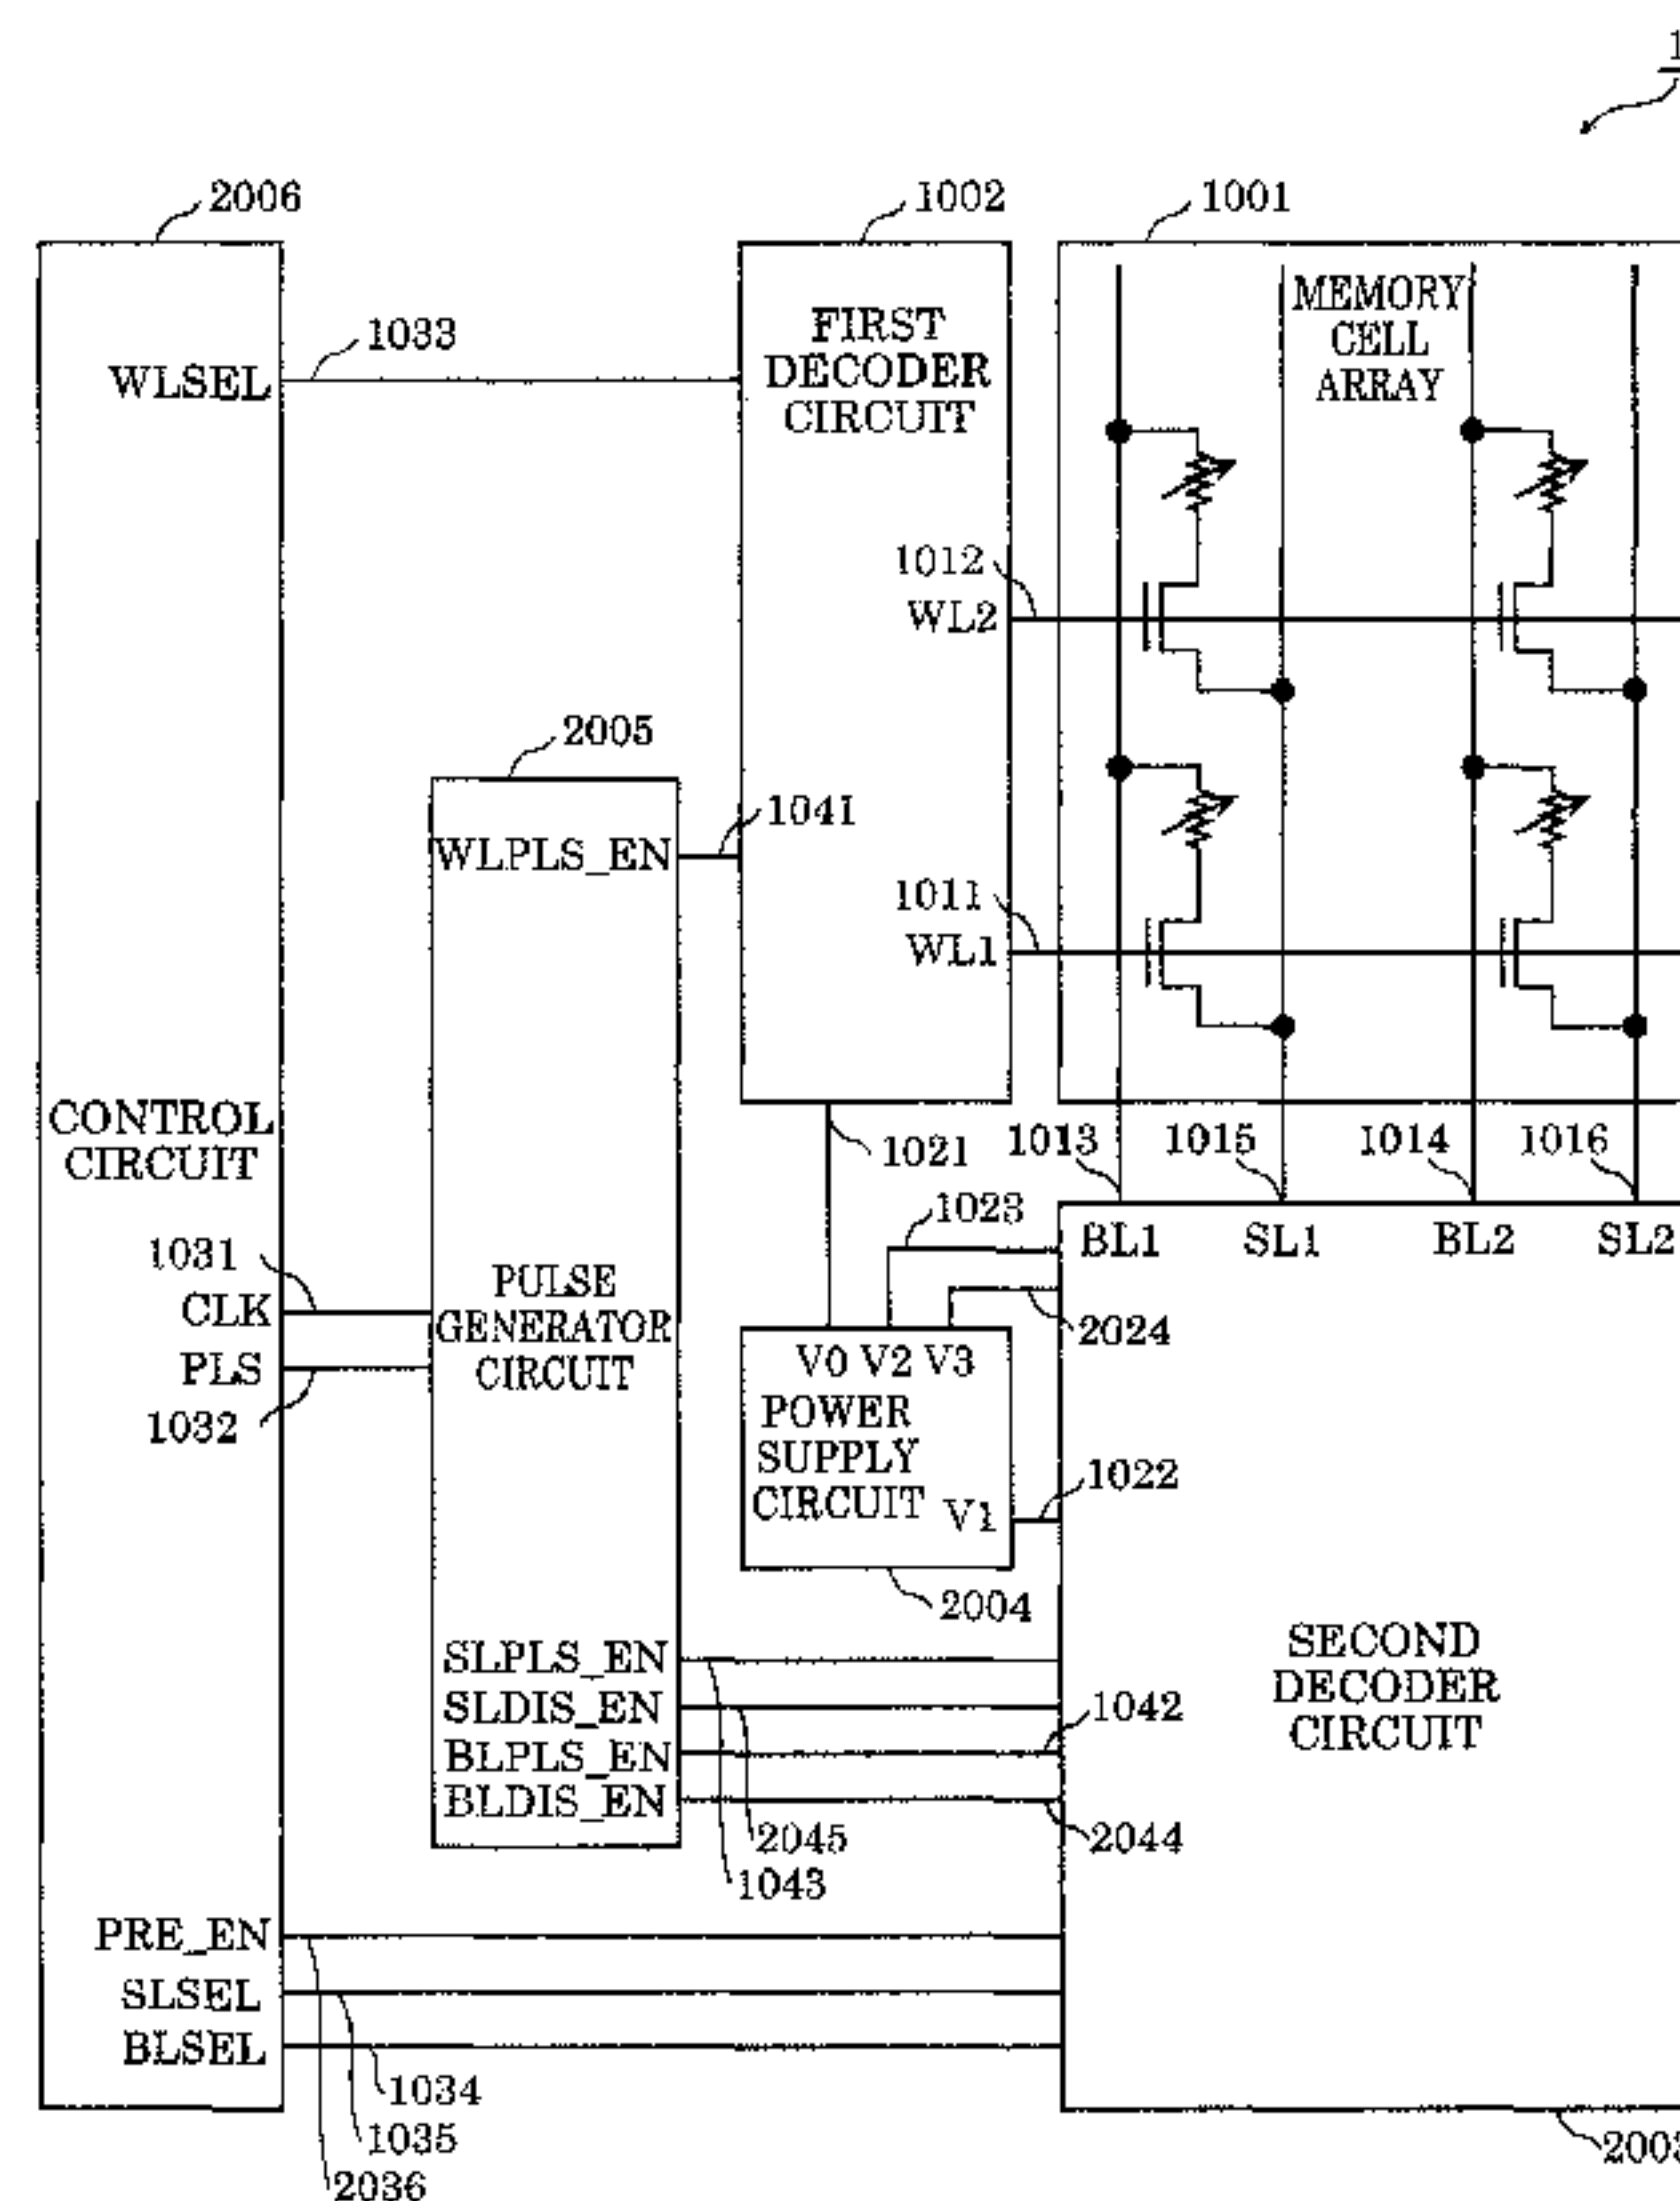 1
2006
1002
1001
WLSEL
1033
FIRST
DECODER
CIRCUIT
MEMORY
CELL
ARRAY
1012
WL2
2005
WLPLS_EN
1041
1011
WL1
CONTROL
CIRCUIT
1021
1013
1015
1014
1016
1023
BL1
SL1
BL2
SL2
1031
CLK
PLS
1032
PULSE
GENERATOR
CIRCUIT
2024
V0 V2 V3
POWER
SUPPLY
CIRCUIT
V1
1022
2004
SLPLS_EN
SLDIS_EN
BLPLS_EN
BLDIS_EN
1042
2044
2045
1043
SECOND
DECODER
CIRCUIT
PRE_EN
SLSEL
BLSEL
1034
1035
2036
2003